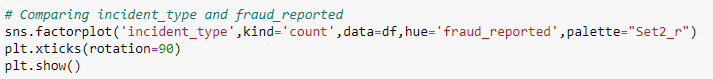 # Comparing incident_type and fraud_reported
sns.factorplot('incident_type',kind='count',data=df,hue='fraud_reported',palette="Set2_r")
plt.xticks(rotation=90)
plt.show()